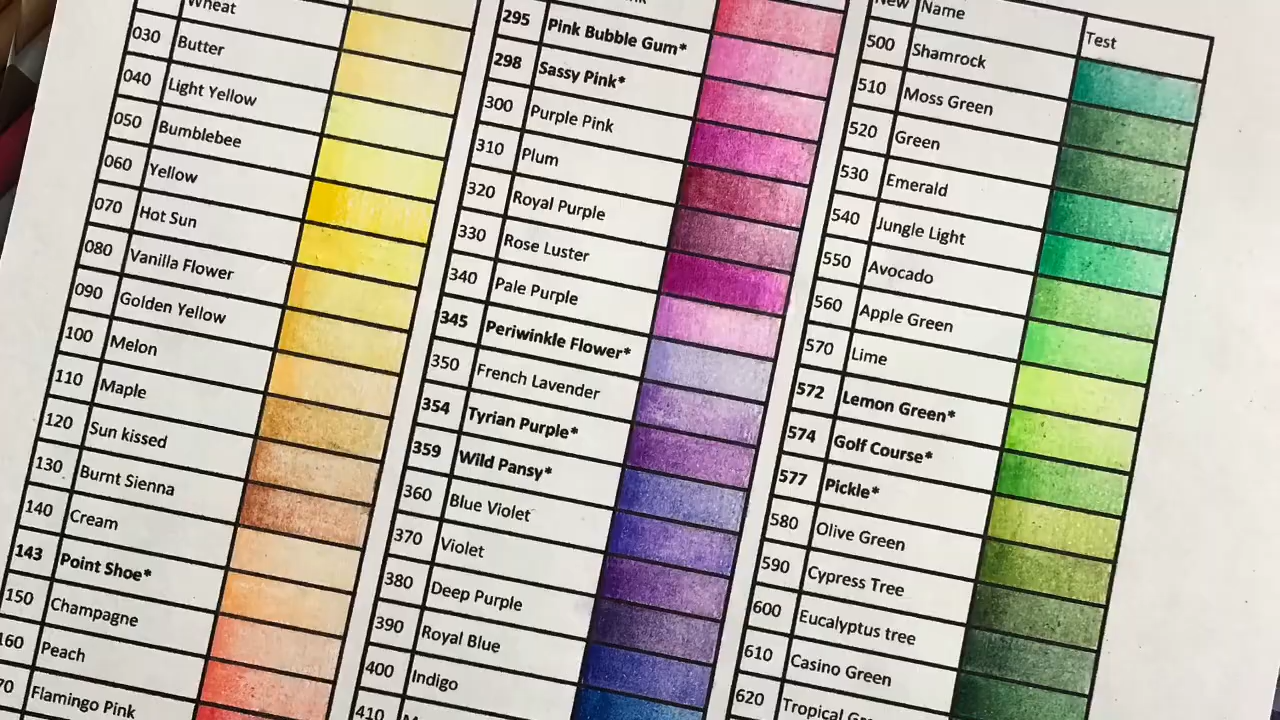 Wheat
030 Butter
040 Light Yellow
050 Bumblebee
060 Yellow
070 Hot Sun
080 Vanilla Flower
090 Golden Yellow
100 Melon
110 Maple
120 Sun kissed
130 Burnt Sienna
140 Cream
143 Point Shoe*
150 Champagne
160 Peach
70 Flamingo Pink
295 Pink Bubble Gum*
298 Sassy Pink*
300 Purple Pink
310 Plum
320 Royal Purple
330 Rose Luster
340 Pale Purple
345 Periwinkle Flower*
350 French Lavender
354 Tyrian Purple*
359 Wild Pansy*
360 Blue Violet
370 Violet
380 Deep Purple
390 Royal Blue
400 Indigo
410
New Name Test
500 Shamrock
510 Moss Green
520 Green
530 Emerald
540 Jungle Light
550 Avocado
560 Apple Green
570 Lime
572 Lemon Green*
574 Golf Course*
577 Pickle*
580 Olive Green
590 Cypress Tree
600 Eucalyptus tree
610 Casino Green
620 Tropical Gr